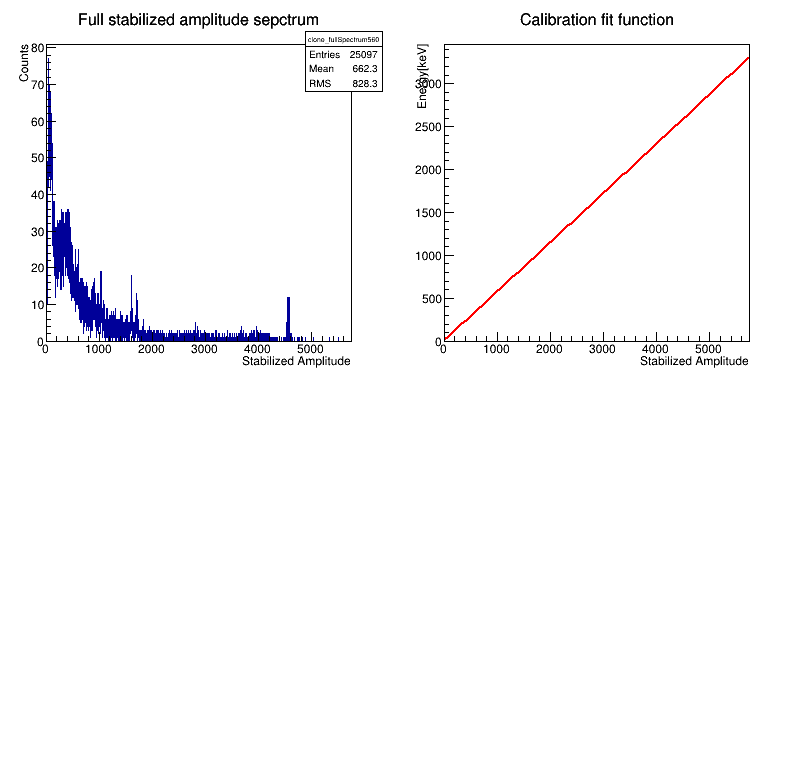 Full stabilized amplitude sepctrum
clone_fullSpectrum560
Entries 25097
Mean 662.3
RMS 828.3
Counts
80
70
60
50
40
30
20
10
0
0 1000 2000 3000 4000 5000
Stabilized Amplitude
Calibration fit function
Energy[keV]
3000
2500
2000
1500
1000
500
0
0 1000 2000 3000 4000 5000
Stabilized Amplitude